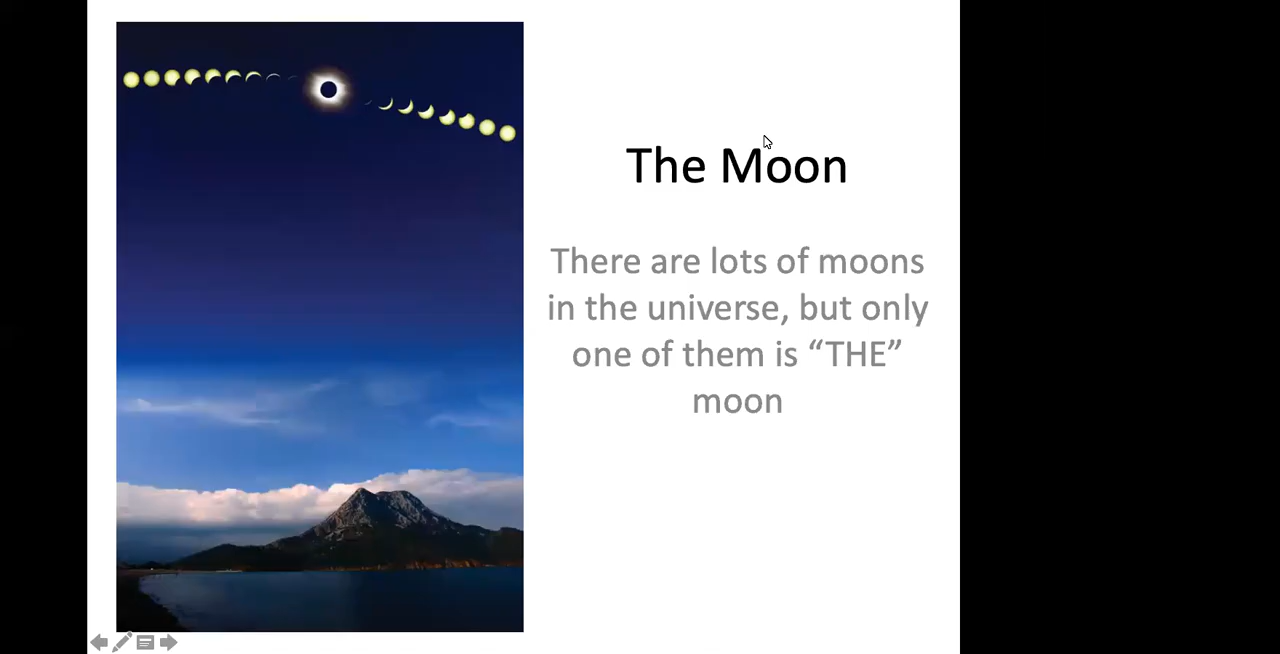 The Moon
There are lots of moons
in the universe, but only
one of them is “THE”
moon